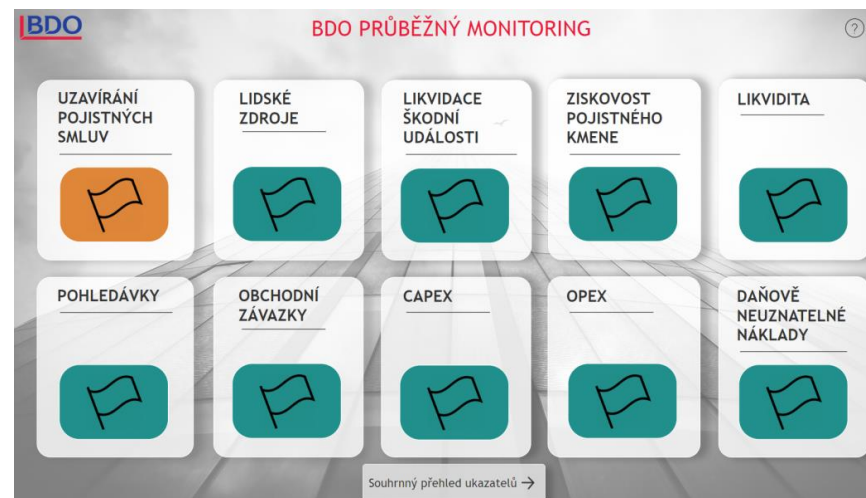 BDO
BDO PRŮBĚŽNÝ MONITORING
?
UZAVÍRÁNÍ
POJISTNÝCH
SMLUV
LIDSKÉ
ZDROJE
LIKVIDACE
ŠKODNÍ
UDÁLOSTI
ZISKOVOST
POJISTNÉHO
KMENE
LIKVIDITA
POHLEDÁVKY
OBCHODNÍ
ZÁVAZKY
CAPEX
OPEX
DAŇOVĚ
NEUZNATELNÉ
NÁKLADY
Souhrnný přehled ukazatelů →